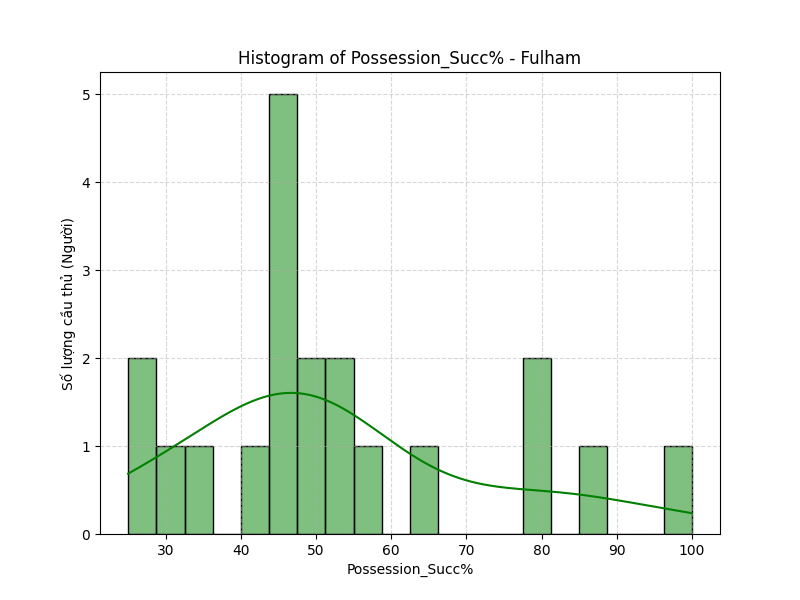 Histogram of Possession_Succ% - Fulham
Số lượng cầu thủ (Người)
5
4
3
2
1
0
30 40 50 60 70 80 90 100
Possession_Succ%